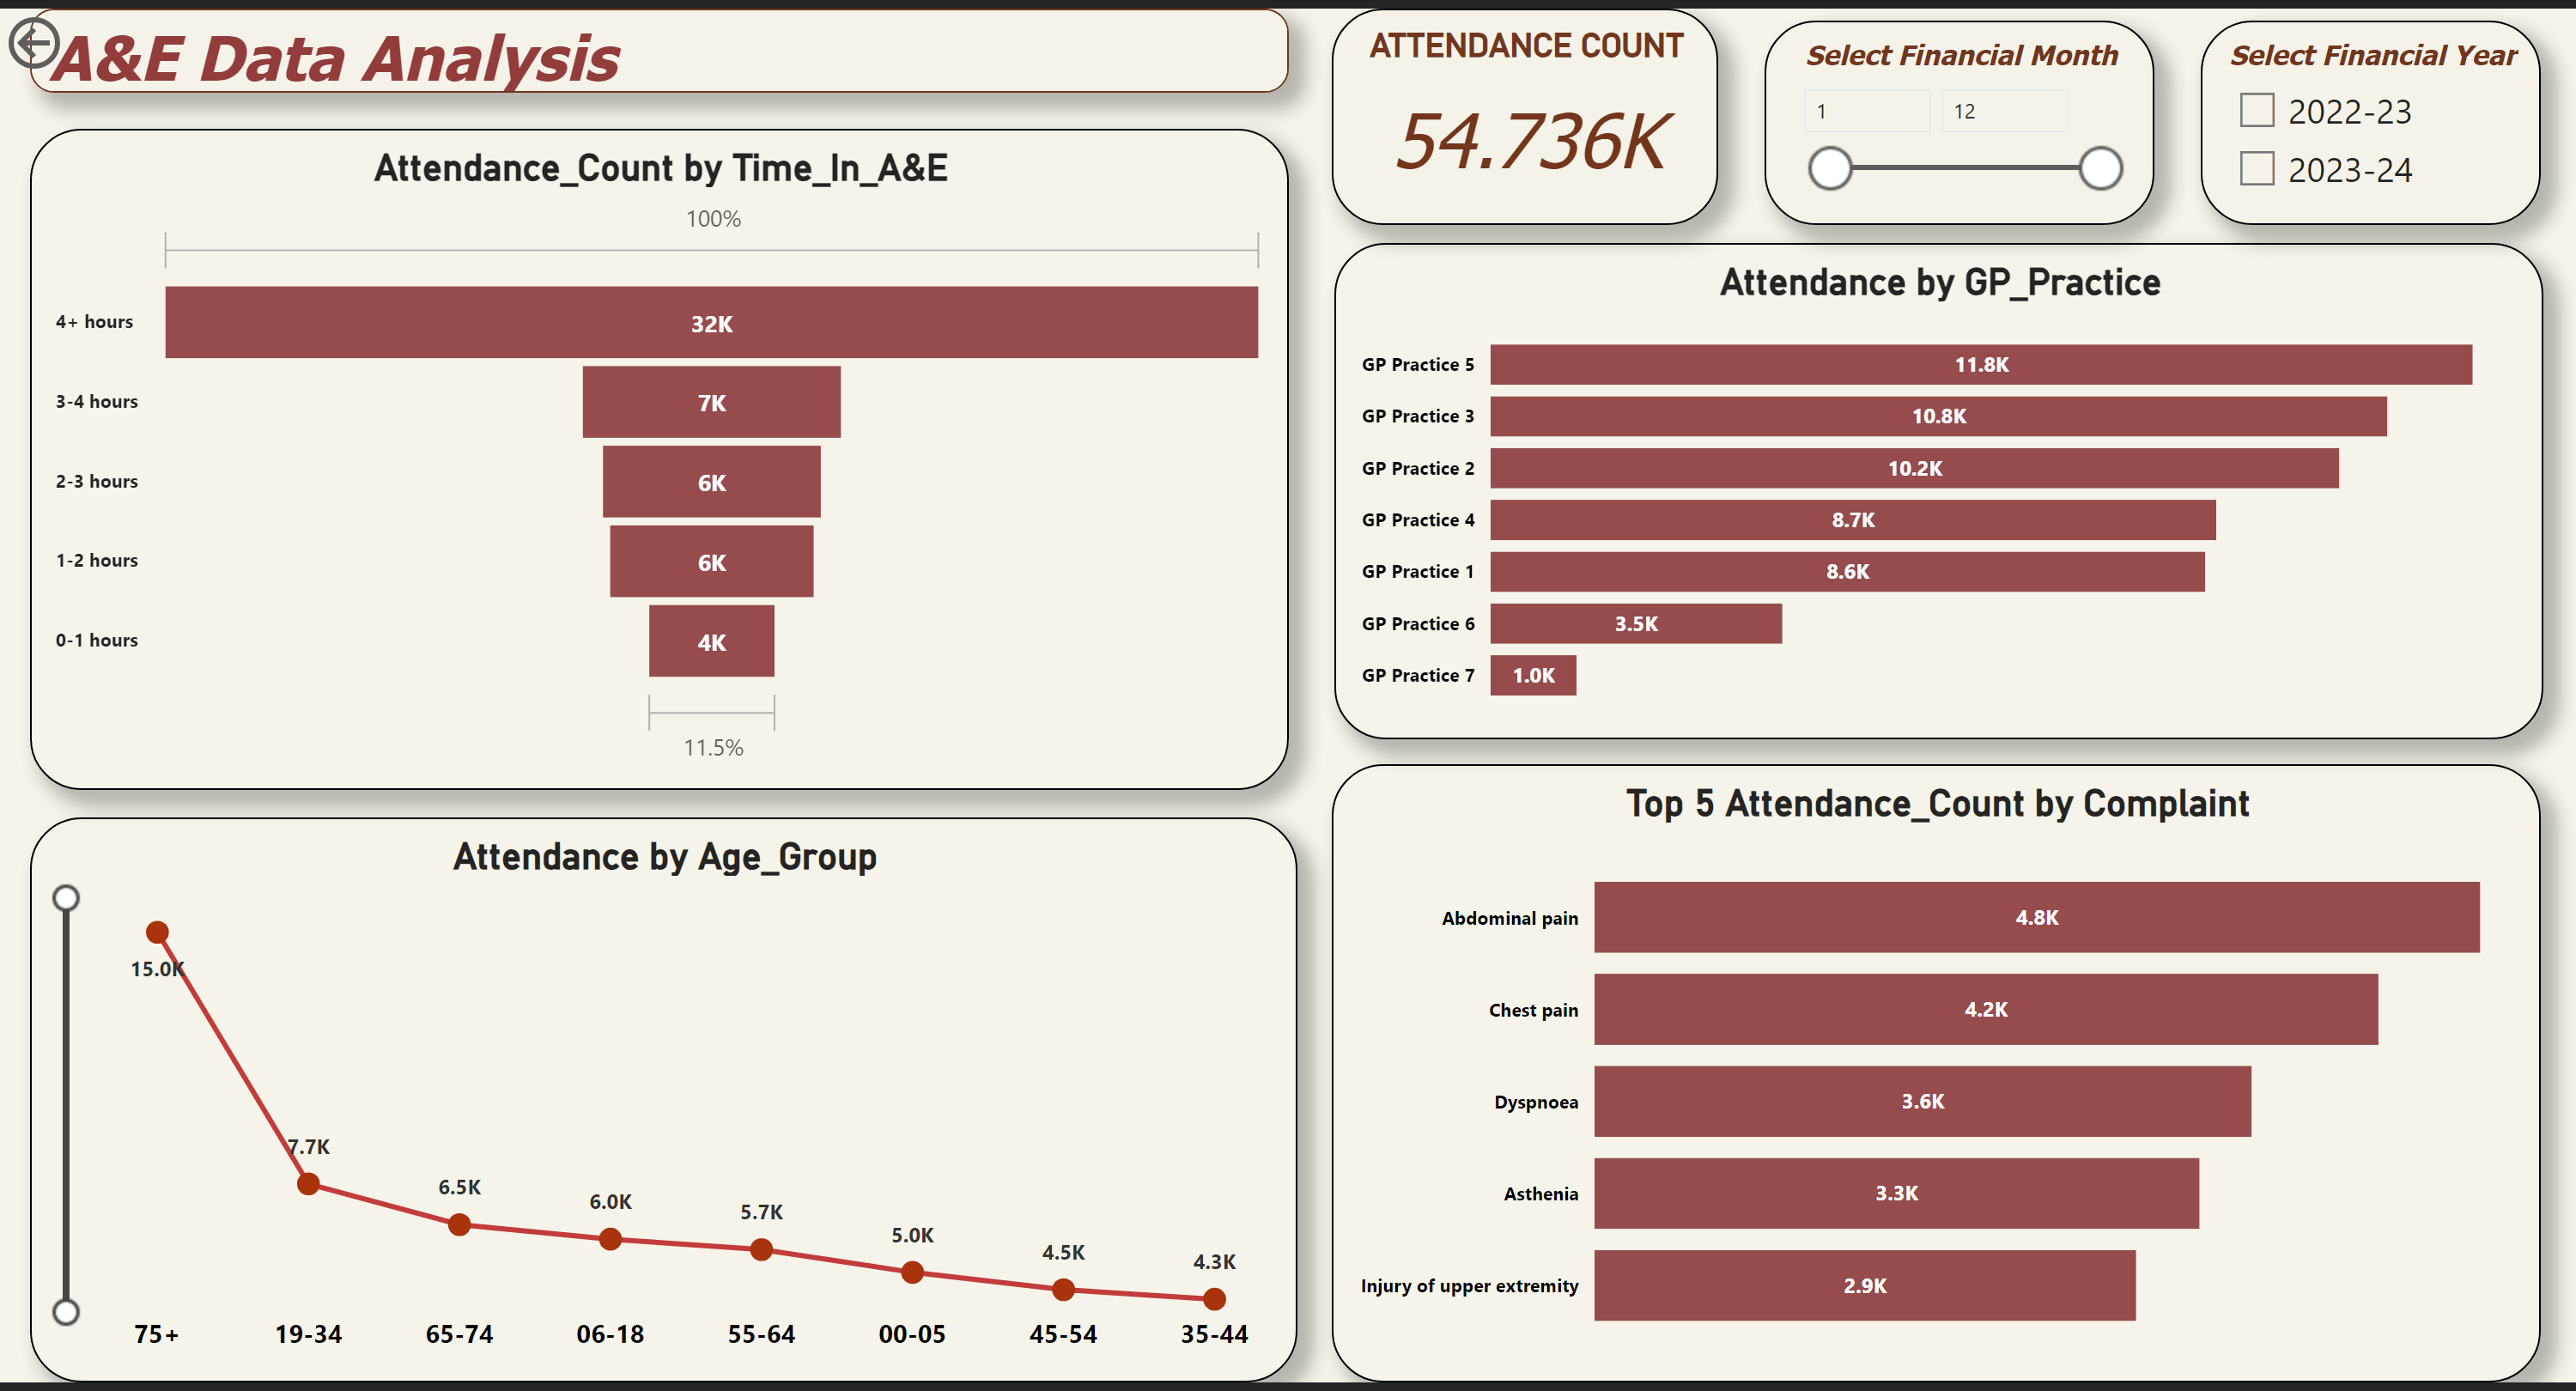 A&E Data Analysis
ATTENDANCE COUNT
54.736K
Select Financial Month
1 12
Select Financial Year
2022-23
2023-24
Attendance_Count by Time_In_A&E
100%
4+ hours 32K
3-4 hours 7K
2-3 hours 6K
1-2 hours 6K
0-1 hours 4K
11.5%
Attendance by GP_Practice
GP Practice 5 11.8K
GP Practice 3 10.8K
GP Practice 2 10.2K
GP Practice 4 8.7K
GP Practice 1 8.6K
GP Practice 6 3.5K
GP Practice 7 1.0K
Attendance by Age_Group
15.0K
7.7K
6.5K
6.0K
5.7K
5.0K
4.5K
4.3K
75+ 19-34 65-74 06-18 55-64 00-05 45-54 35-44
Top 5 Attendance_Count by Complaint
Abdominal pain 4.8K
Chest pain 4.2K
Dyspnoea 3.6K
Asthenia 3.3K
Injury of upper extremity 2.9K